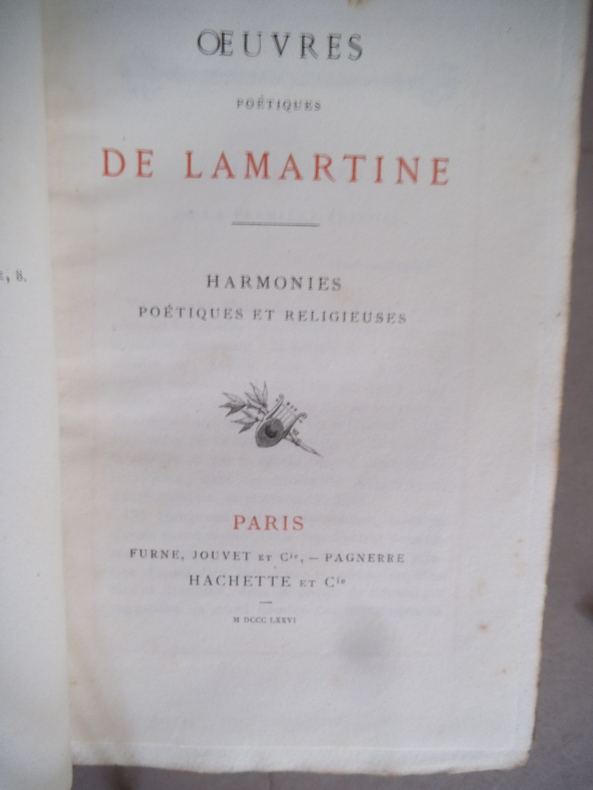 ŒUVRES
POÉTIQUES
DE LAMARTINE
HARMONIES
POÉTIQUES ET RELIGIEUSES
PARIS
FURNE, JOUVET ET Cie, — PAGNERRE
HACHETTE ET Cie
M DCCC LXXVI
, 8.